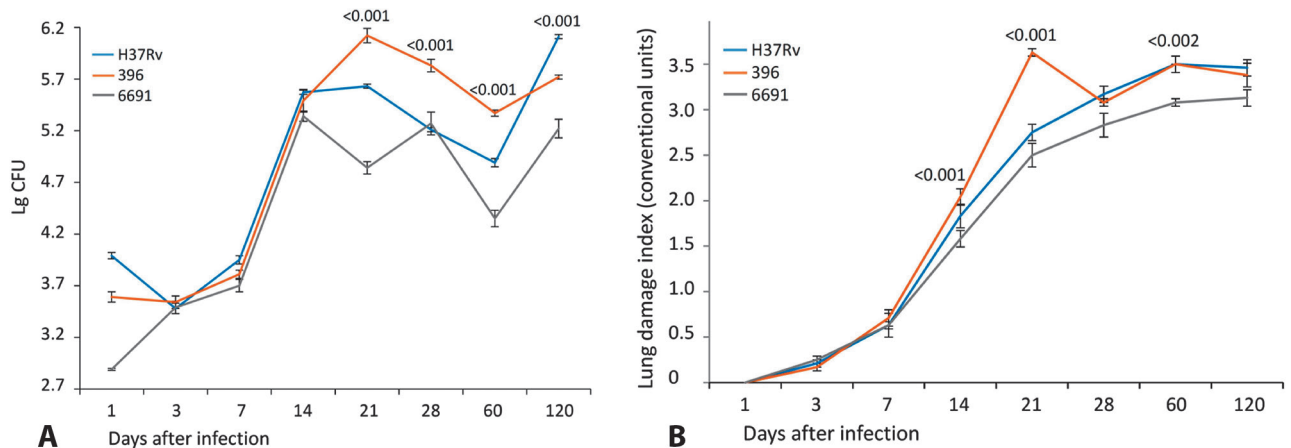 6.2
5.7
5.2
4.7
4.2
3.7
3.2
2.7
Lg CFU
H37Rv
396
6691
<0.001
<0.001
<0.001
<0.001
1 3 7 14 21 28 60 120
Days after infection
A
3.5
3.0
2.5
2.0
1.5
1.0
0.5
0
Lung damage index (conventional units)
H37Rv
396
6691
<0.001
<0.001
<0.002
1 3 7 14 21 28 60 120
Days after infection
B